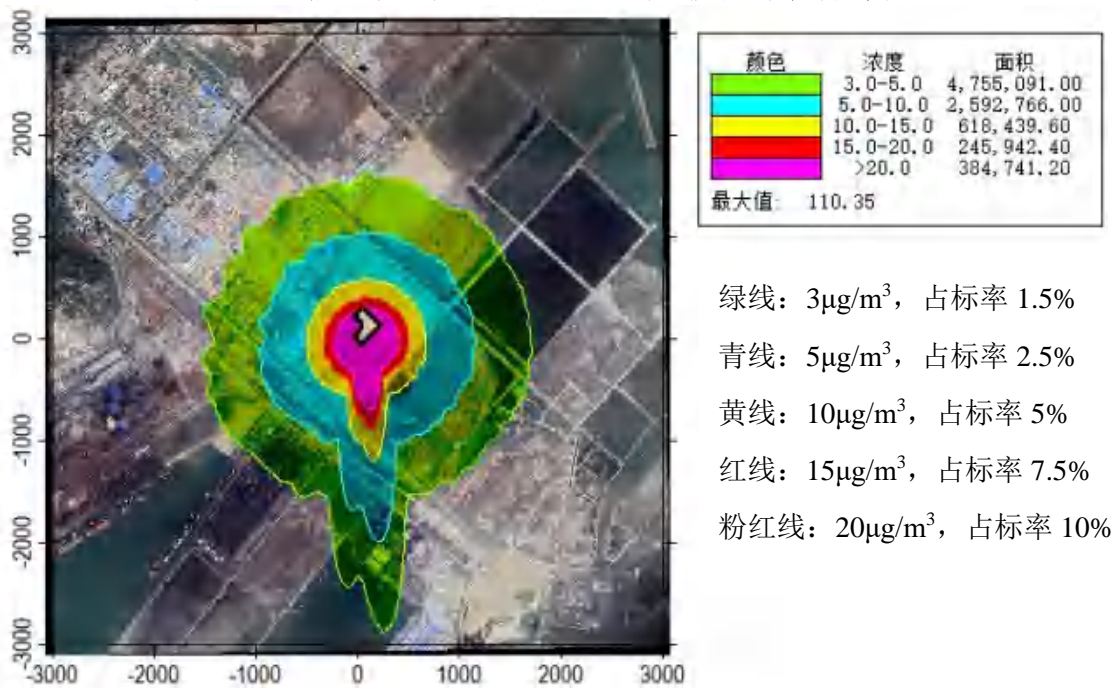 颜色 浓度 面积
3.0-5.0 4,755,091.00
5.0-10.0 2,592,766.00
10.0-15.0 618,439.60
15.0-20.0 245,942.40
>20.0 384,741.20
最大值: 110.35
绿线：3μg/m³，占标率 1.5%
青线：5μg/m³，占标率 2.5%
黄线：10μg/m³，占标率 5%
红线：15μg/m³，占标率 7.5%
粉红线：20μg/m³，占标率 10%
3000
2000
1000
0
-1000
-2000
-3000
-3000 -2000 -1000 0 1000 2000 3000